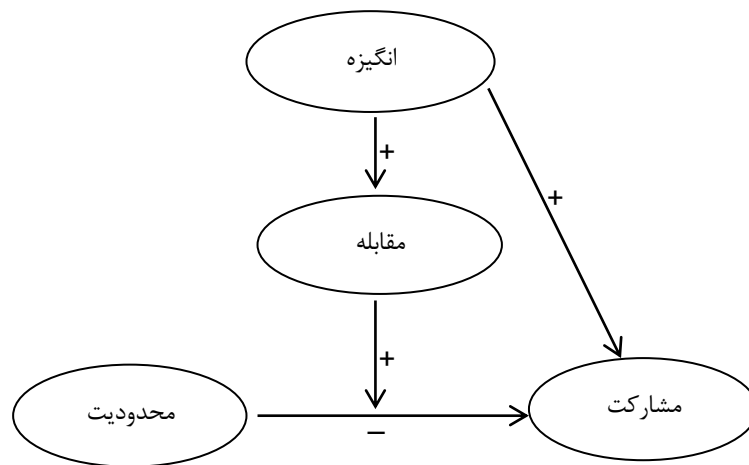 انگیزه
+
+
مقابله
+
محدودیت
مشارکت
–